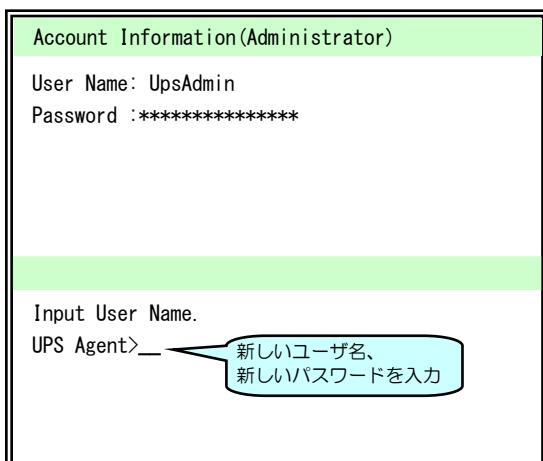 Account Information(Administrator)
User Name: UpsAdmin
Password :***************
Input User Name.
UPS Agent>__
新しいユーザ名、
新しいパスワードを入力